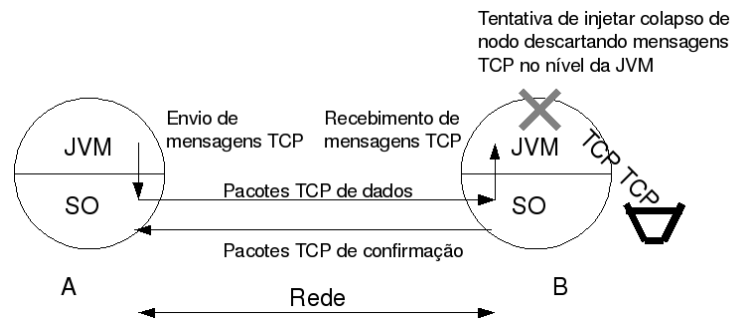 Tentativa de injetar colapso de
nodo descartando mensagens
TCP no nível da JVM
Envio de
mensagens TCP
Recebimento de
mensagens TCP
JVM
JVM
TCP TCP
Pacotes TCP de dados
SO
SO
Pacotes TCP de confirmação
A
B
Rede